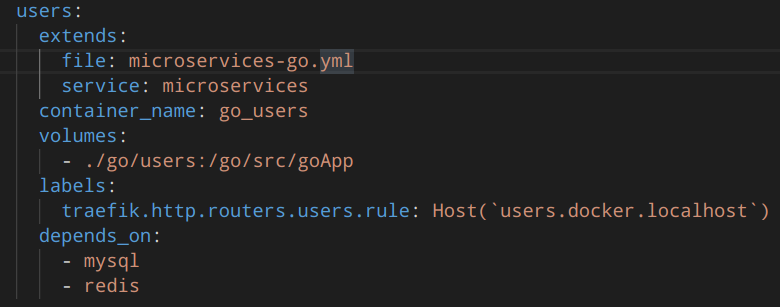 users:
  extends:
    file: microservices-go.yml
    service: microservices
  container_name: go_users
  volumes:
    - ./go/users:/go/src/goApp
  labels:
    traefik.http.routers.users.rule: Host(`users.docker.localhost`)
  depends_on:
    - mysql
    - redis